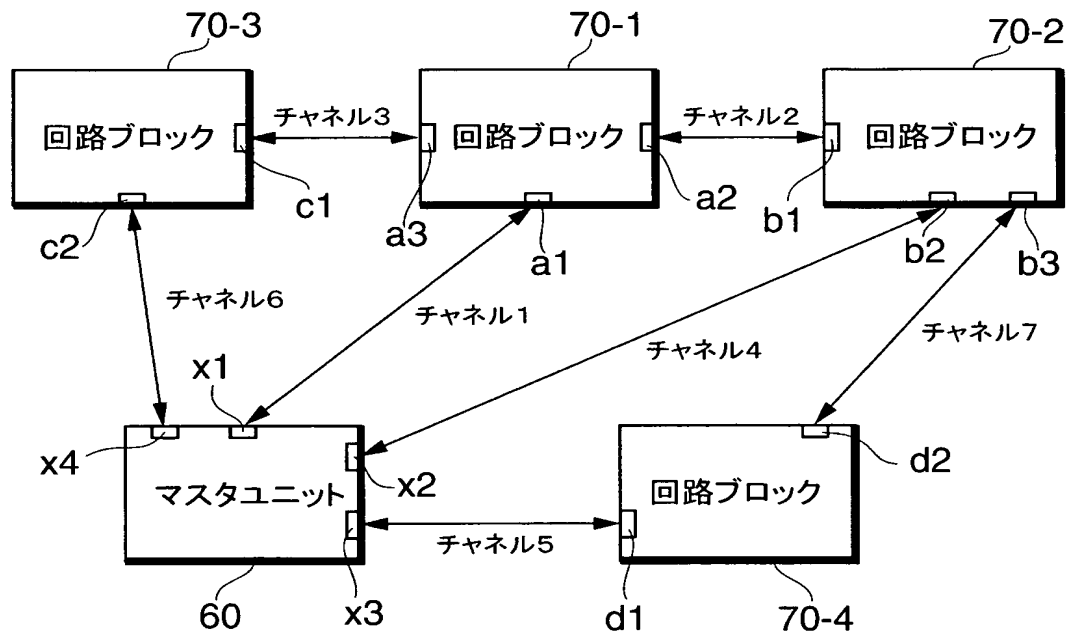 70-3
70-1
70-2
回路ブロック
チャネル3
回路ブロック
チャネル2
回路ブロック
c1
a3
a2
b1
c2
a1
b2
b3
チャネル6
チャネル1
チャネル4
チャネル7
x1
x4
x2
d2
マスタユニット
回路ブロック
チャネル5
60
x3
d1
70-4